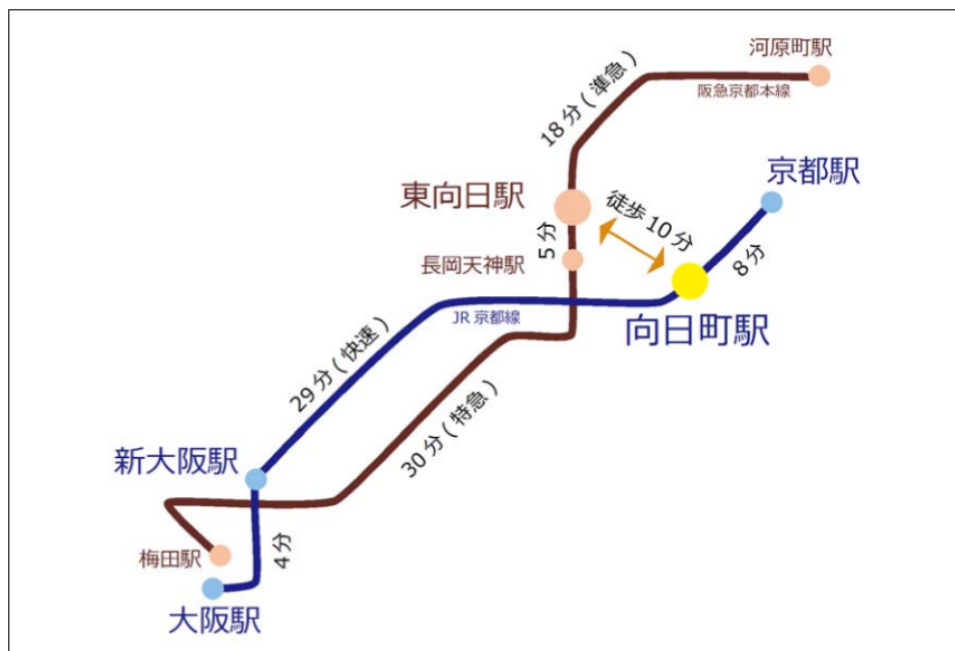 河原町駅
阪急京都本線
18分(準急)
京都駅
東向日駅
徒歩10分
5分
長岡天神駅
8分
JR京都線
向日町駅
29分(快速)
30分(特急)
新大阪駅
梅田駅
4分
大阪駅